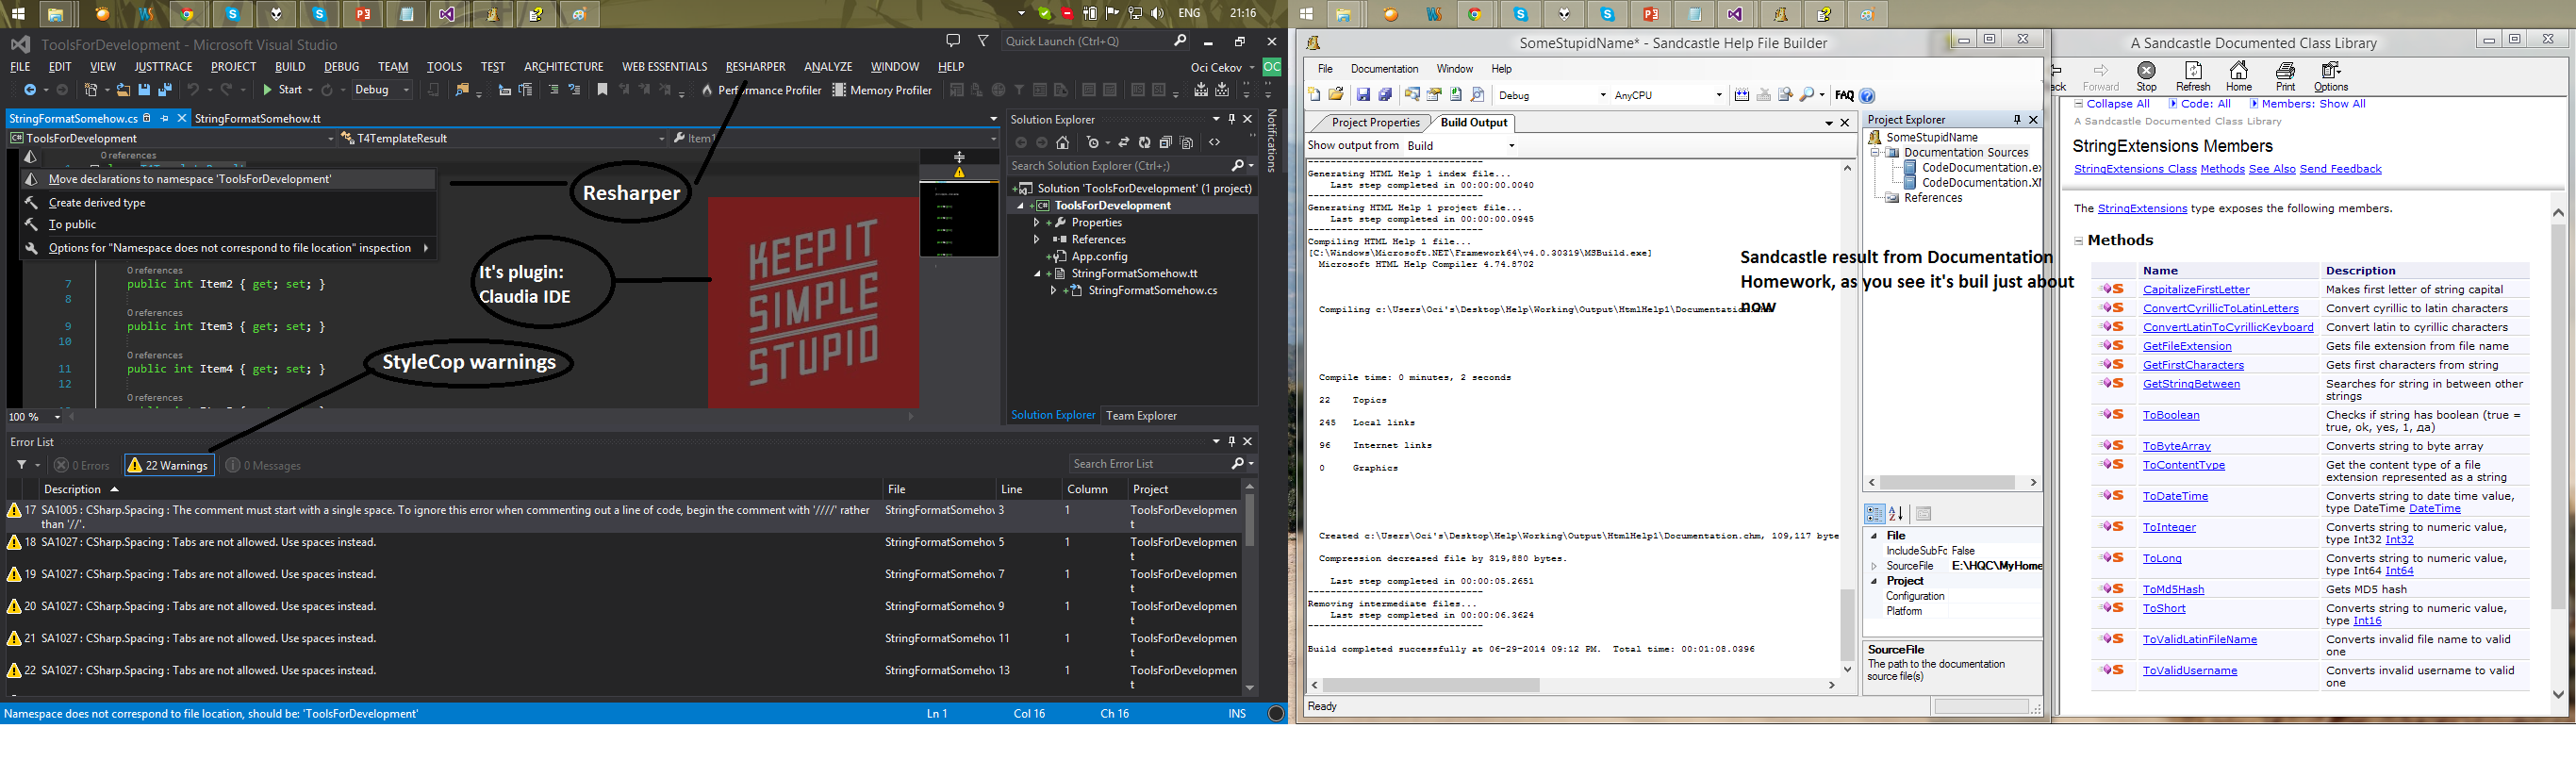 ENG
21:16
ToolsForDevelopment - Microsoft Visual Studio
Quick Launch (Ctrl+Q)
FILE EDIT VIEW JUSTTRACE PROJECT BUILD DEBUG TEAM TOOLS TEST ARCHITECTURE WEB ESSENTIALS RESHARPER ANALYZE WINDOW HELP
Oci Cekov OC
Start Debug Performance Profiler Memory Profiler
StringFormatSomehow.cs StringFormatSomehow.tt
ToolsForDevelopment T4TemplateResult Item1
0 references
Move declarations to namespace 'ToolsForDevelopment'
Create derived type
To public
Options for "Namespace does not correspond to file location" inspection
0 references
7 public int Item2 { get; set; }
8
0 references
9 public int Item3 { get; set; }
10
0 references
11 public int Item4 { get; set; }
12
0 references
100 %
Resharper
It's plugin:
Claudia IDE
StyleCop warnings
KEEP IT
SIMPLE
STUPID
Solution Explorer
Search Solution Explorer (Ctrl+;)
Solution 'ToolsForDevelopment' (1 project)
ToolsForDevelopment
Properties
References
App.config
StringFormatSomehow.tt
StringFormatSomehow.cs
Solution Explorer Team Explorer
Notifications
Error List
0 Errors 22 Warnings 0 Messages
Search Error List
Description File Line Column Project
17 SA1005 : CSharp.Spacing : The comment must start with a single space. To ignore this error when commenting out a line of code, begin the comment with '////' rather than '//'. StringFormatSomehov 3 1 ToolsForDevelopment
18 SA1027 : CSharp.Spacing : Tabs are not allowed. Use spaces instead. StringFormatSomehov 5 1 ToolsForDevelopment
19 SA1027 : CSharp.Spacing : Tabs are not allowed. Use spaces instead. StringFormatSomehov 7 1 ToolsForDevelopment
20 SA1027 : CSharp.Spacing : Tabs are not allowed. Use spaces instead. StringFormatSomehov 9 1 ToolsForDevelopment
21 SA1027 : CSharp.Spacing : Tabs are not allowed. Use spaces instead. StringFormatSomehov 11 1 ToolsForDevelopment
22 SA1027 : CSharp.Spacing : Tabs are not allowed. Use spaces instead. StringFormatSomehov 13 1 ToolsForDevelopment
Namespace does not correspond to file location, should be: 'ToolsForDevelopment'
Ln 1 Col 16 Ch 16 INS
SomeStupidName* - Sandcastle Help File Builder
File Documentation Window Help
Debug AnyCPU FAQ
Project Properties Build Output
Show output from Build
Generating HTML Help 1 index file...
Last step completed in 00:00:00.0040
Generating HTML Help 1 project file...
Last step completed in 00:00:00.0945
Compiling HTML Help 1 file...
[C:\Windows\Microsoft.NET\Framework64\v4.0.30319\MSBuild.exe]
Microsoft HTML Help Compiler 4.74.8702
Compiling c:\Users\Oci's\Desktop\Help\Working\Output\HtmlHelp1\Documentation.
Compile time: 0 minutes, 2 seconds
22 Topics
245 Local links
96 Internet links
0 Graphics
Created c:\Users\Oci's\Desktop\Help\Working\Output\HtmlHelp1\Documentation.chm, 109,117 byte
Compression decreased file by 319,880 bytes.
Last step completed in 00:00:05.2651
Removing intermediate files...
Last step completed in 00:00:06.3624
Build completed successfully at 06-29-2014 09:12 PM. Total time: 00:01:08.0396
Ready
Sandcastle result from Documentation
Homework, as you see it's buil just about
now
Project Explorer
SomeStupidName
Documentation Sources
CodeDocumentation.ex
CodeDocumentation.XM
References
File
IncludeSubFc False
SourceFile E:\HQC\MyHome
Project
Configuration
Platform
SourceFile
The path to the documentation
source file(s)
A Sandcastle Documented Class Library
ack Forward Stop Refresh Home Print Options
Collapse All Code: All Members: Show All
A Sandcastle Documented Class Library
StringExtensions Members
StringExtensions Class Methods See Also Send Feedback
The StringExtensions type exposes the following members.
Methods
Name Description
CapitalizeFirstLetter Makes first letter of string capital
ConvertCyrillicToLatinLetters Convert cyrillic to latin characters
ConvertLatinToCyrillicKeyboard Convert latin to cyrillic characters
GetFileExtension Gets file extension from file name
GetFirstCharacters Gets first characters from string
GetStringBetween Searches for string in between other
strings
ToBoolean Checks if string has boolean (true =
true, ok, yes, 1, да)
ToByteArray Converts string to byte array
ToContentType Get the content type of a file
extension represented as a string
ToDateTime Converts string to date time value,
type DateTime DateTime
ToInteger Converts string to numeric value,
type Int32 Int32
ToLong Converts string to numeric value,
type Int64 Int64
ToMd5Hash Gets MD5 hash
ToShort Converts string to numeric value,
type Int16
ToValidLatinFileName Converts invalid file name to valid
one
ToValidUsername Converts invalid username to valid
one